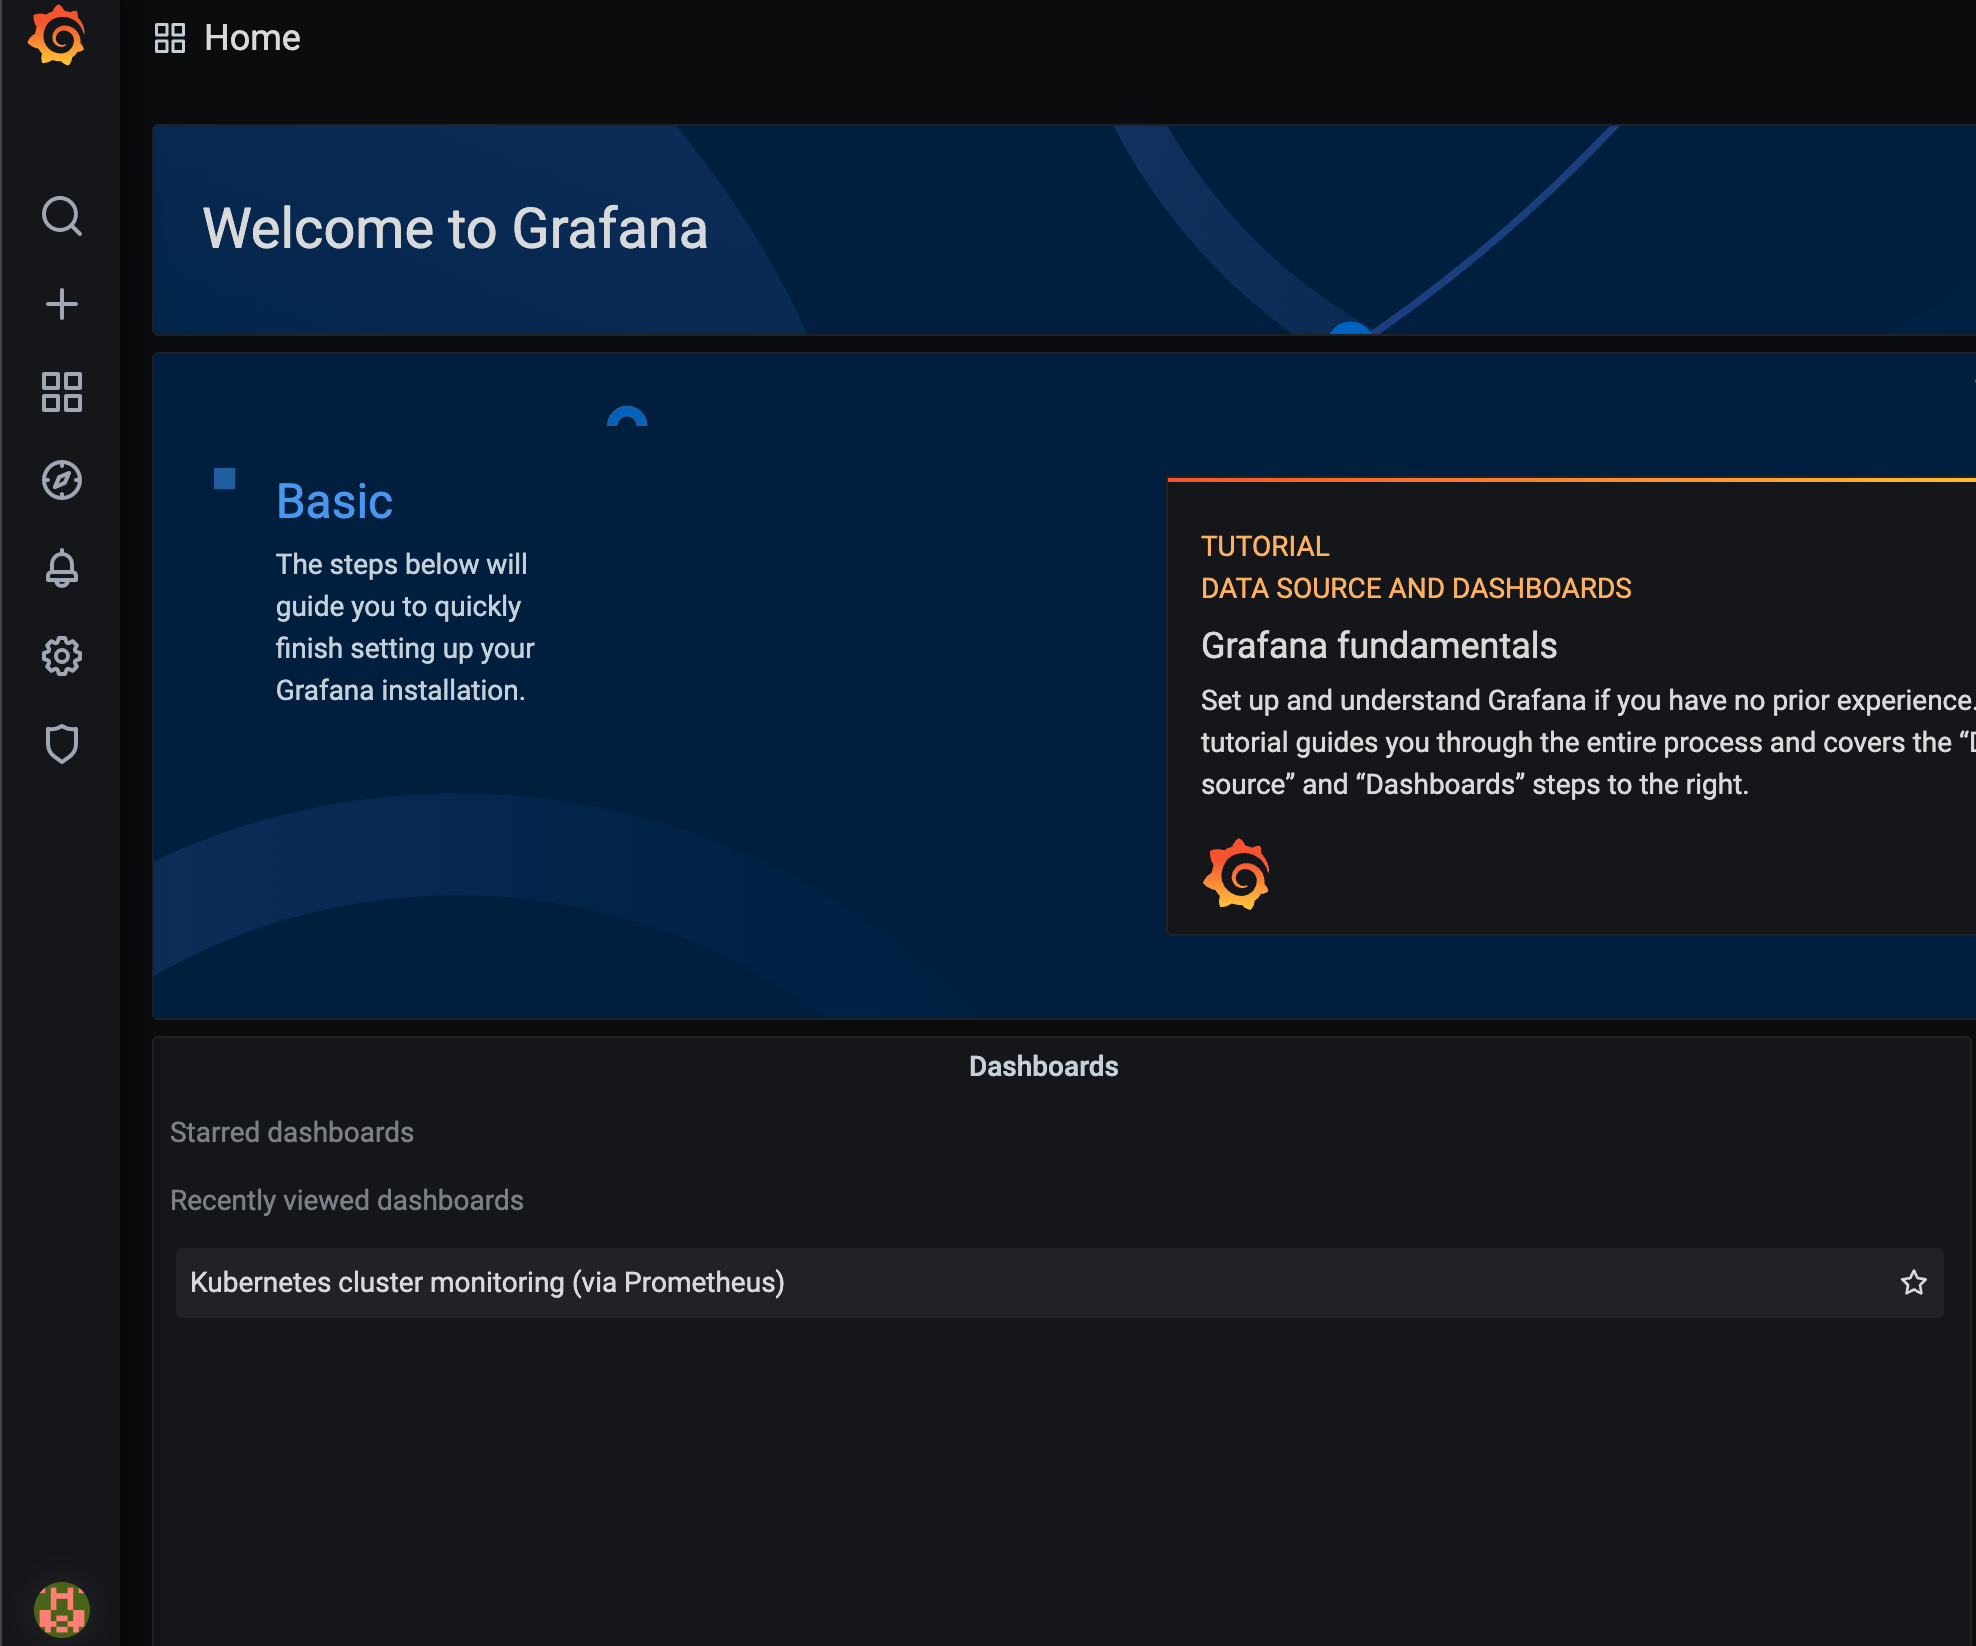 Home
Welcome to Grafana
Basic
The steps below will
guide you to quickly
finish setting up your
Grafana installation.
TUTORIAL
DATA SOURCE AND DASHBOARDS
Grafana fundamentals
Set up and understand Grafana if you have no prior experience.
tutorial guides you through the entire process and covers the “
source” and “Dashboards” steps to the right.
Dashboards
Starred dashboards
Recently viewed dashboards
Kubernetes cluster monitoring (via Prometheus)